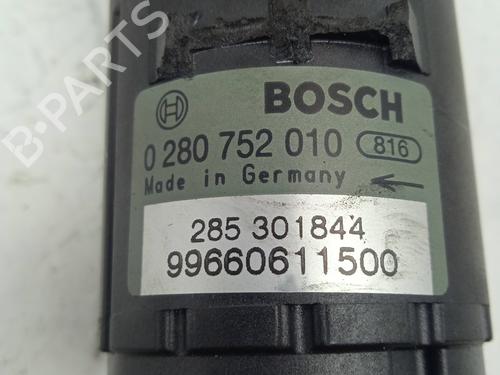 BOSCH
0 280 752 010 816
Made in Germany
285 301844
99660611500
B-PARTS